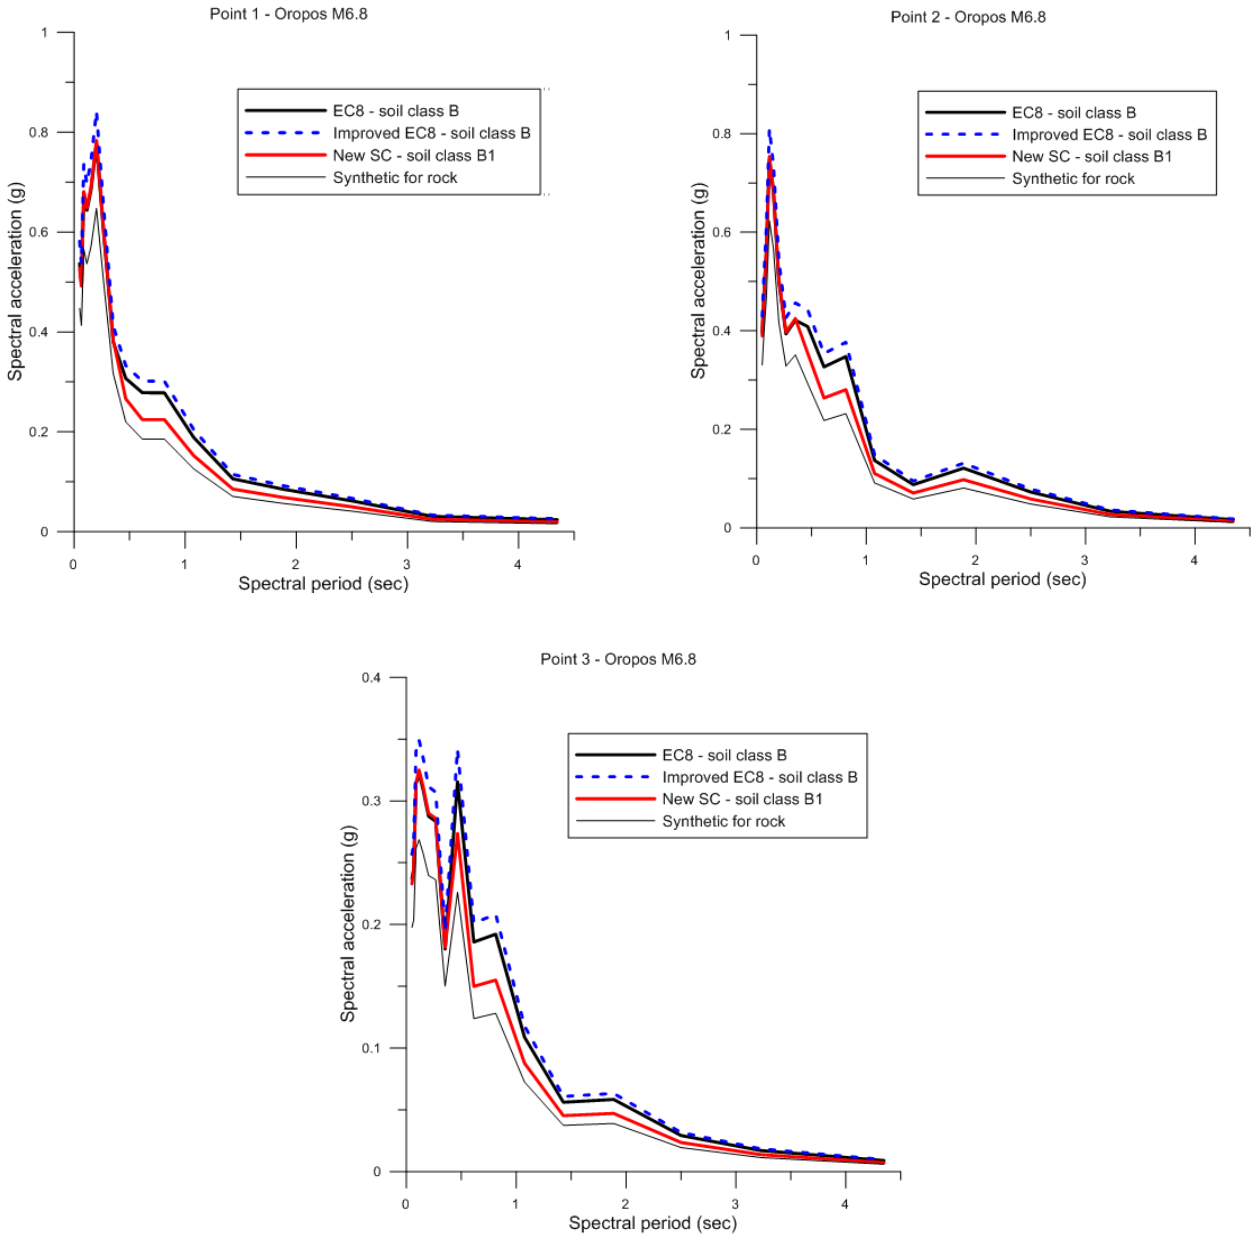 Point 1 - Oropos M6.8
1
0.8
0.6
0.4
0.2
0
Spectral acceleration (g)
EC8 - soil class B
Improved EC8 - soil class B
New SC - soil class B1
Synthetic for rock
0 1 2 3 4
Spectral period (sec)
Point 2 - Oropos M6.8
1
0.8
0.6
0.4
0.2
0
Spectral acceleration (g)
EC8 - soil class B
Improved EC8 - soil class B
New SC - soil class B1
Synthetic for rock
0 1 2 3 4
Spectral period (sec)
Point 3 - Oropos M6.8
0.4
0.3
0.2
0.1
0
Spectral acceleration (g)
EC8 - soil class B
Improved EC8 - soil class B
New SC - soil class B1
Synthetic for rock
0 1 2 3 4
Spectral period (sec)